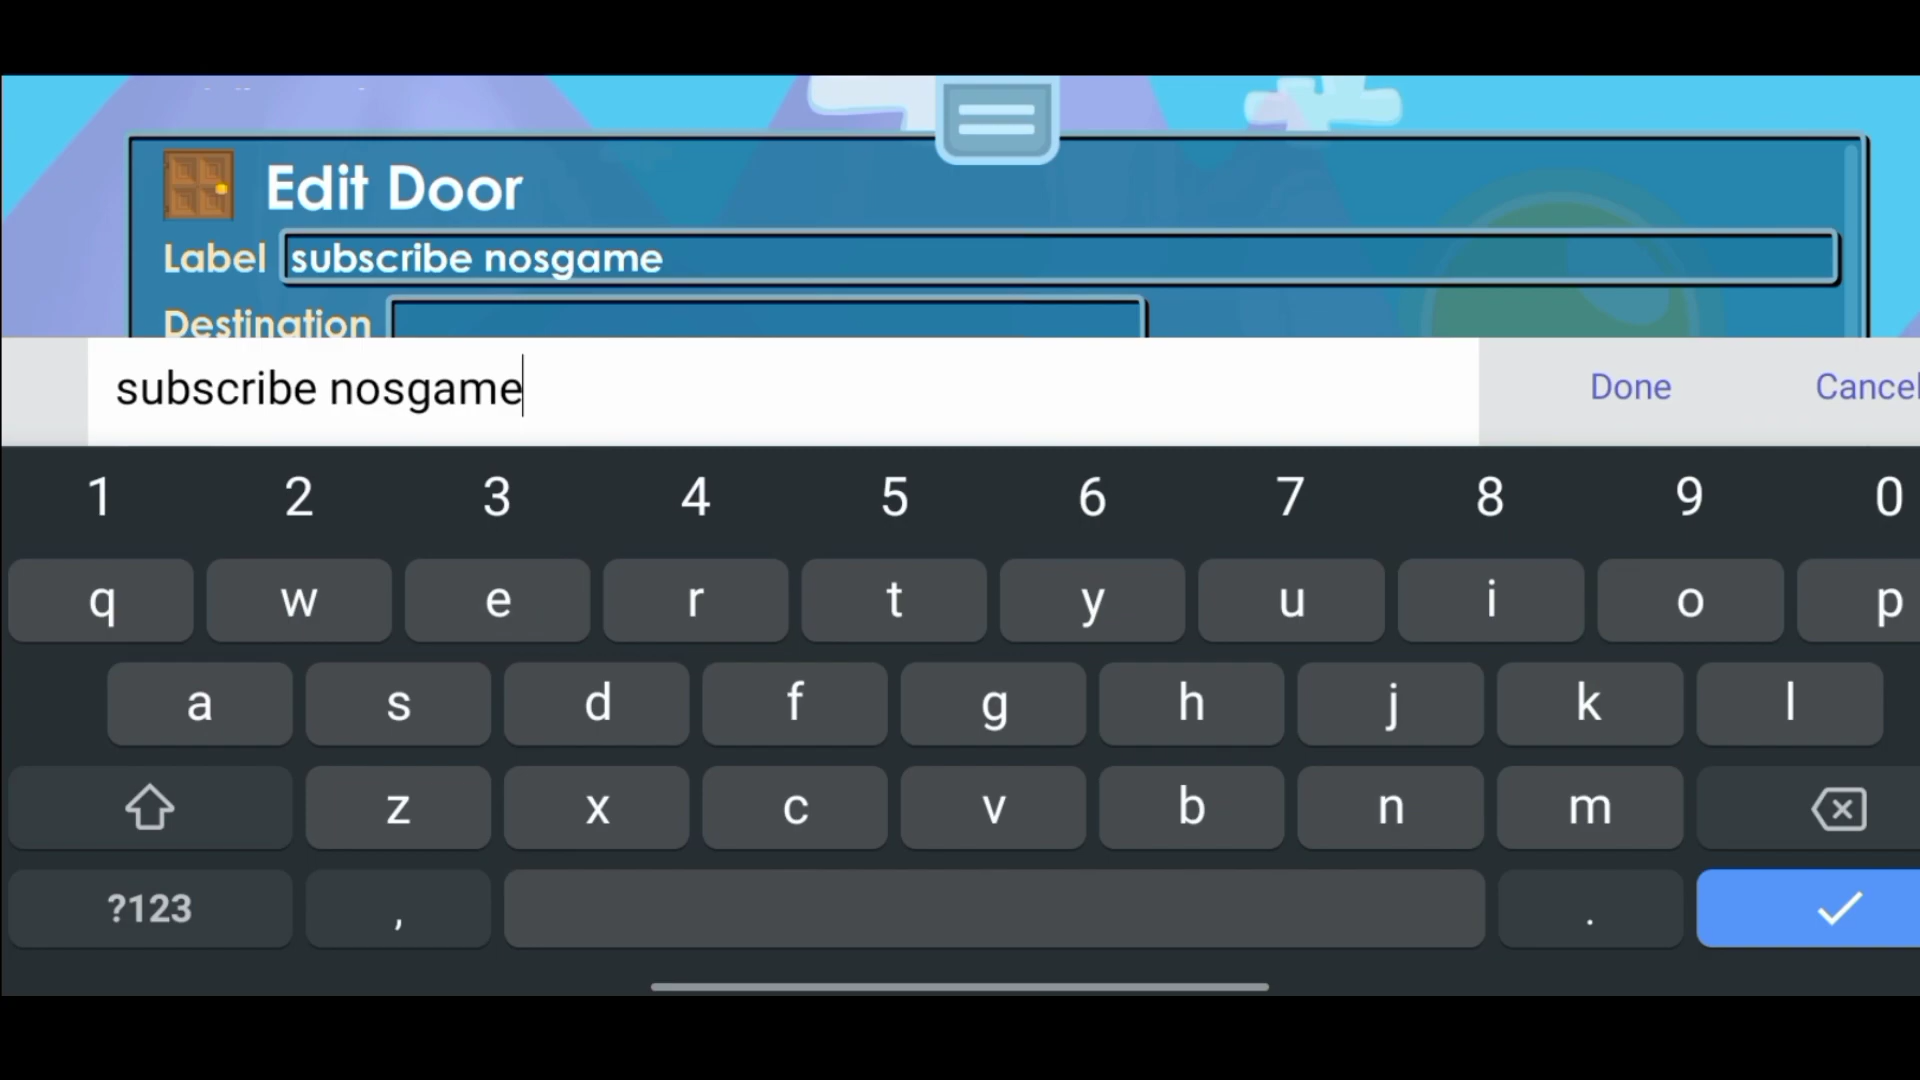 Edit Door
Label subscribe nosgame
Destination
subscribe nosgame Done Cancel
1 2 3 4 5 6 7 8 9 0
q w e r t y u i o p
a s d f g h j k l
z x c v b n m
?123 , .